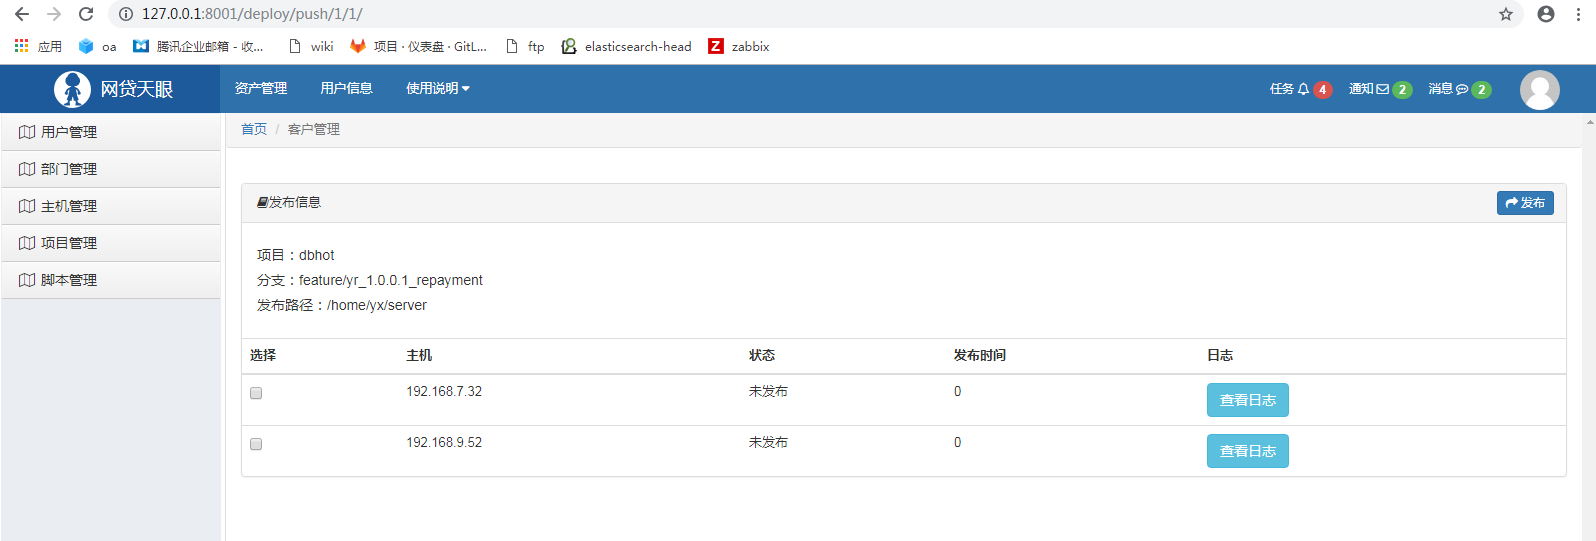 127.0.0.1:8001/deploy/push/1/1/
应用 oa 腾讯企业邮箱 - 收... wiki 项目 · 仪表盘 · GitL... ftp elasticsearch-head Z zabbix
网贷天眼 资产管理 用户信息 使用说明 任务 4 通知 2 消息 2
用户管理
部门管理
主机管理
项目管理
脚本管理
首页 / 客户管理
发布信息 发布
项目：dbhot
分支：feature/yr_1.0.0.1_repayment
发布路径：/home/yx/server
选择 主机 状态 发布时间 日志
192.168.7.32 未发布 0 查看日志
192.168.9.52 未发布 0 查看日志